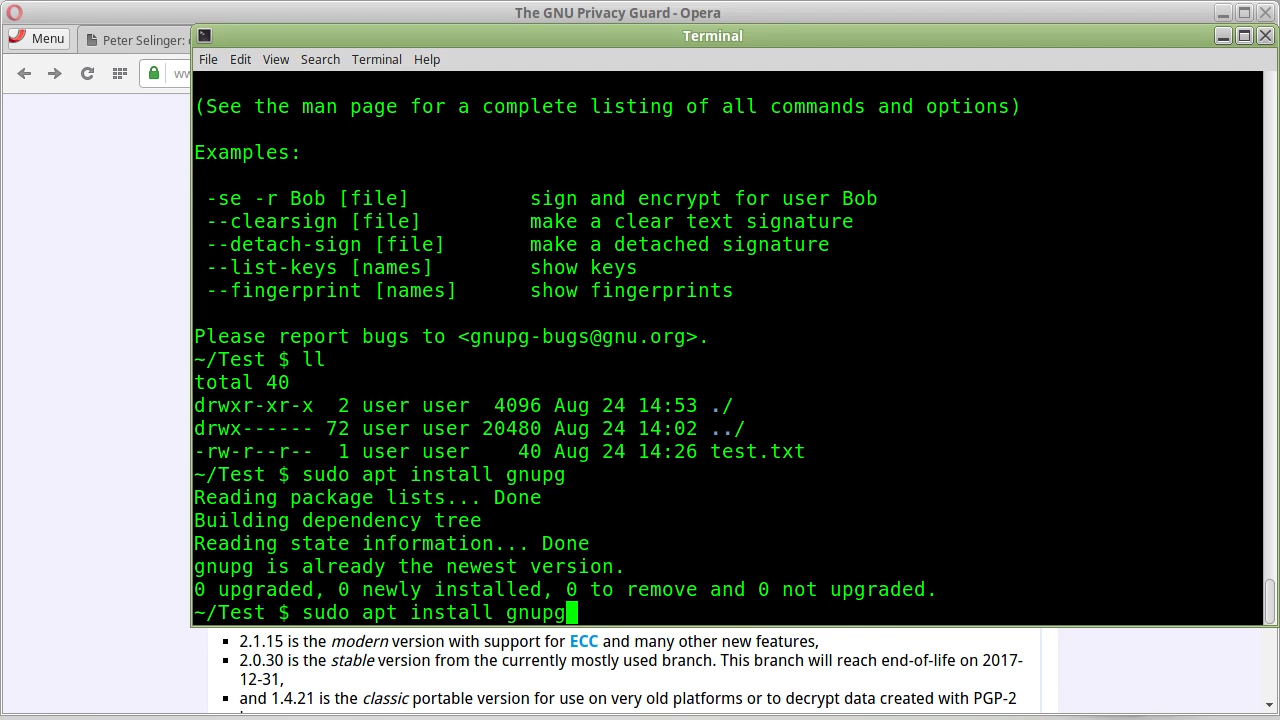 The GNU Privacy Guard - Opera
Menu
Peter Selinger:
Terminal
File Edit View Search Terminal Help
(See the man page for a complete listing of all commands and options)
Examples:
-se -r Bob [file] sign and encrypt for user Bob
--clearsign [file] make a clear text signature
--detach-sign [file] make a detached signature
--list-keys [names] show keys
--fingerprint [names] show fingerprints
Please report bugs to <gnupg-bugs@gnu.org>.
~/Test $ ll
total 40
drwxr-xr-x 2 user user 4096 Aug 24 14:53 ./
drwx------ 72 user user 20480 Aug 24 14:02 ../
-rw-r--r-- 1 user user 40 Aug 24 14:26 test.txt
~/Test $ sudo apt install gnupg
Reading package lists... Done
Building dependency tree
Reading state information... Done
gnupg is already the newest version.
0 upgraded, 0 newly installed, 0 to remove and 0 not upgraded.
~/Test $ sudo apt install gnupg
2.1.15 is the modern version with support for ECC and many other new features,
2.0.30 is the stable version from the currently mostly used branch. This branch will reach end-of-life on 2017-
12-31,
and 1.4.21 is the classic portable version for use on very old platforms or to decrypt data created with PGP-2